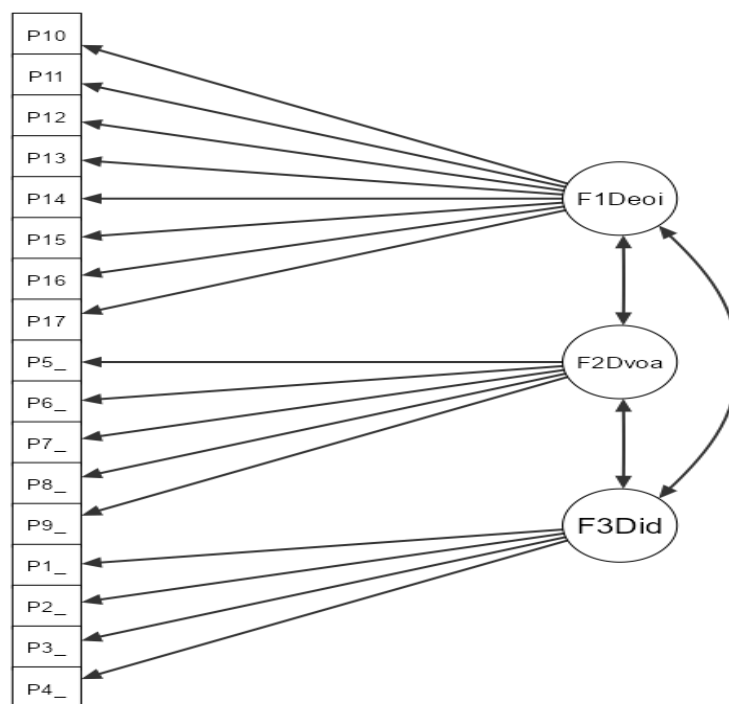 P10
P11
P12
P13
P14
P15
P16
P17
P5_
P6_
P7_
P8_
P9_
P1_
P2_
P3_
P4_
F1Deoi
F2Dvoa
F3Did